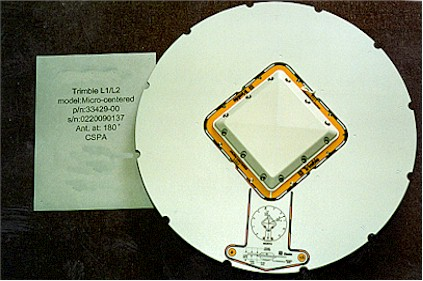 Trimble L1/L2
model:Micro-centered
p/n:33429-00
s/n:0220090137
Ant. at: 180°
CSPA